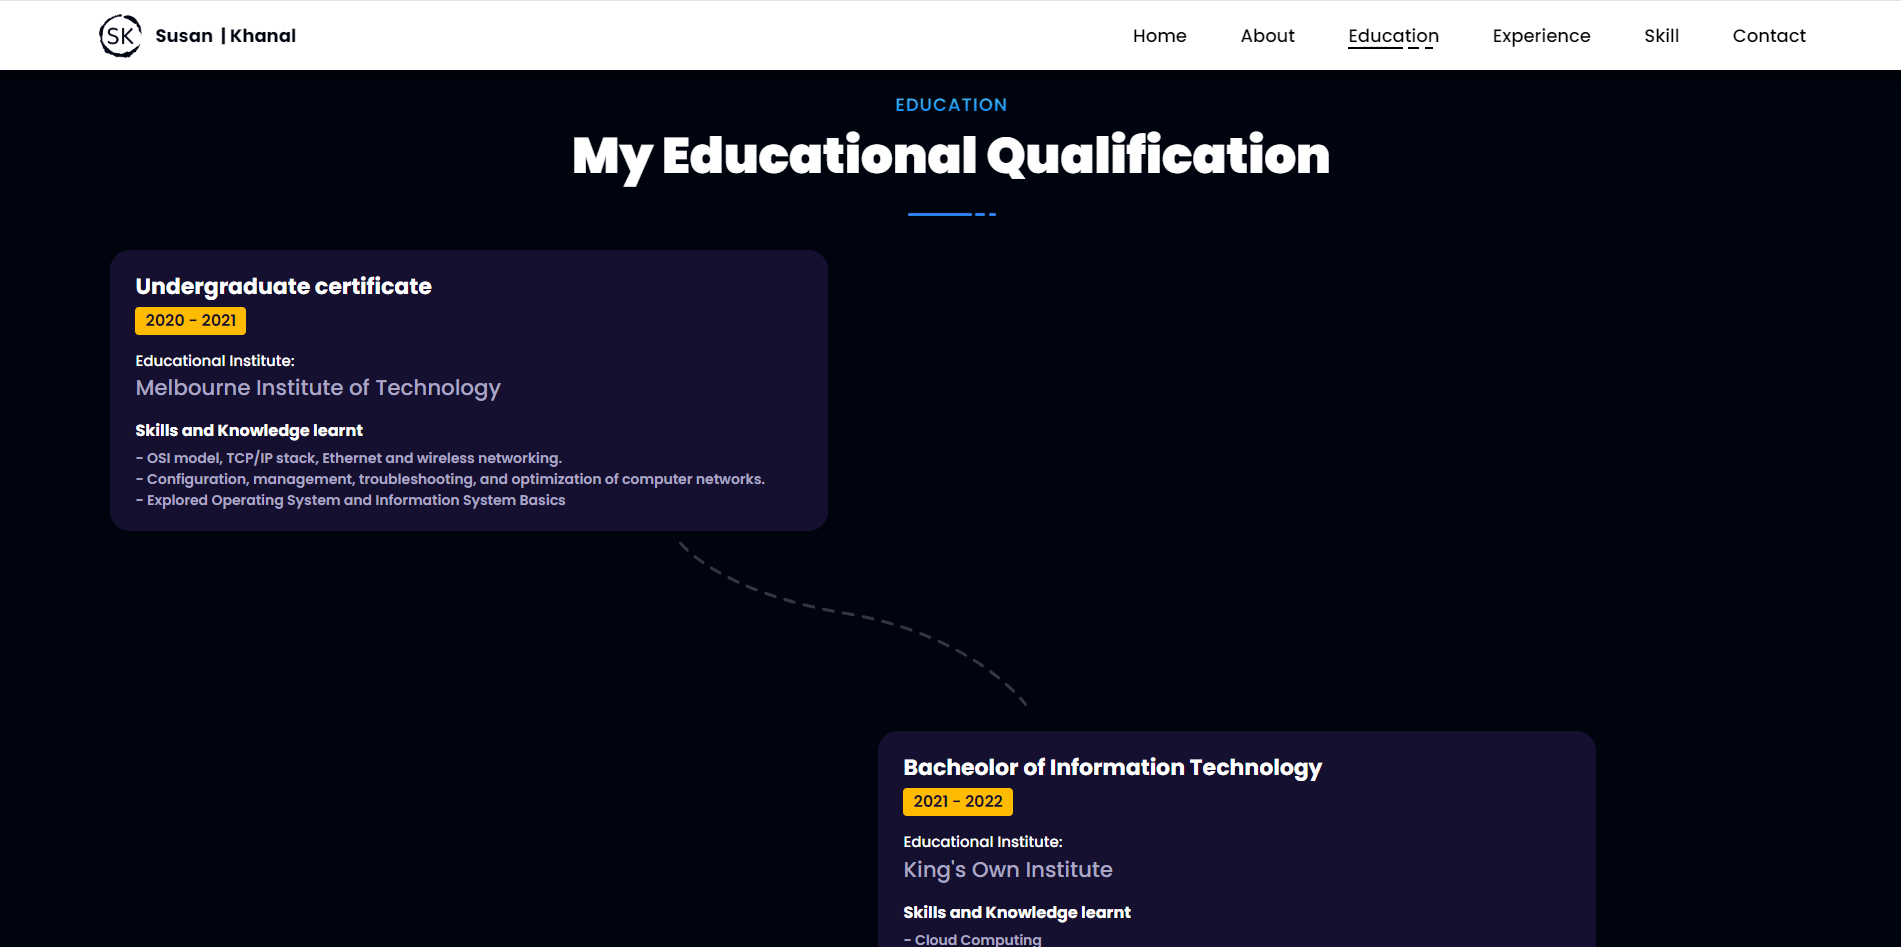 SK Susan | Khanal Home About Education Experience Skill Contact
EDUCATION
My Educational Qualification
Undergraduate certificate
2020 - 2021
Educational Institute:
Melbourne Institute of Technology
Skills and Knowledge learnt
- OSI model, TCP/IP stack, Ethernet and wireless networking.
- Configuration, management, troubleshooting, and optimization of computer networks.
- Explored Operating System and Information System Basics
Bacheolor of Information Technology
2021 - 2022
Educational Institute:
King's Own Institute
Skills and Knowledge learnt
- Cloud Computing